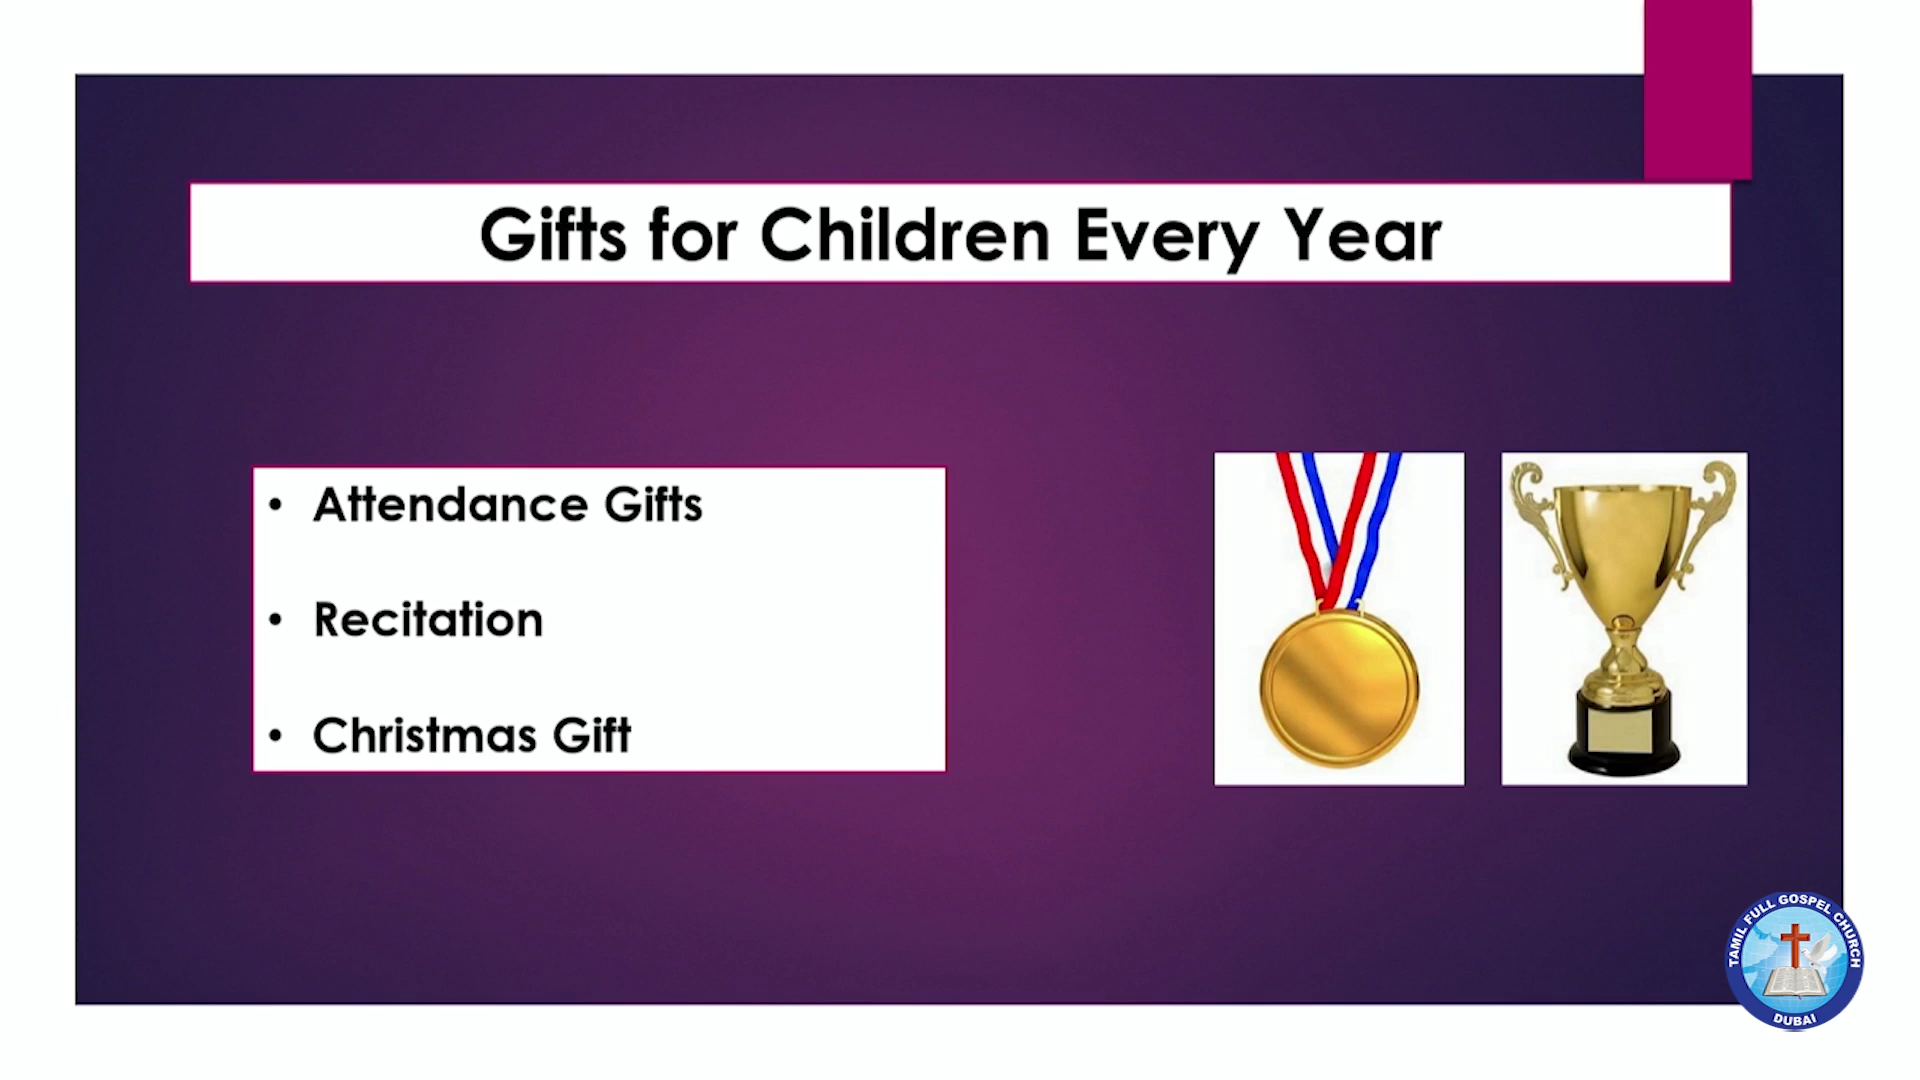 Gifts for Children Every Year
• Attendance Gifts
• Recitation
• Christmas Gift
TAMIL FULL GOSPEL CHURCH
DUBAI